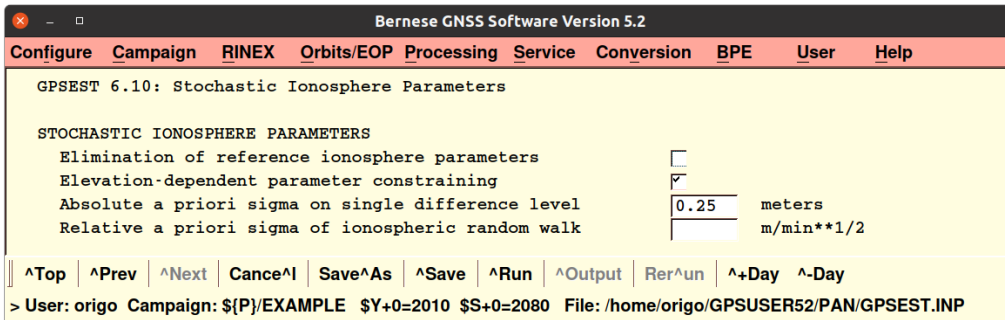 Bernese GNSS Software Version 5.2
Configure Campaign RINEX Orbits/EOP Processing Service Conversion BPE User Help
GPSEST 6.10: Stochastic Ionosphere Parameters
STOCHASTIC IONOSPHERE PARAMETERS
Elimination of reference ionosphere parameters
Elevation-dependent parameter constraining
Absolute a priori sigma on single difference level 0.25 meters
Relative a priori sigma of ionospheric random walk m/min**1/2
^Top ^Prev ^Next Cance^l Save^As ^Save ^Run ^Output Rer^un ^+Day ^-Day
> User: origo Campaign: ${P}/EXAMPLE $Y+0=2010 $S+0=2080 File: /home/origo/GPSUSER52/PAN/GPSEST.INP